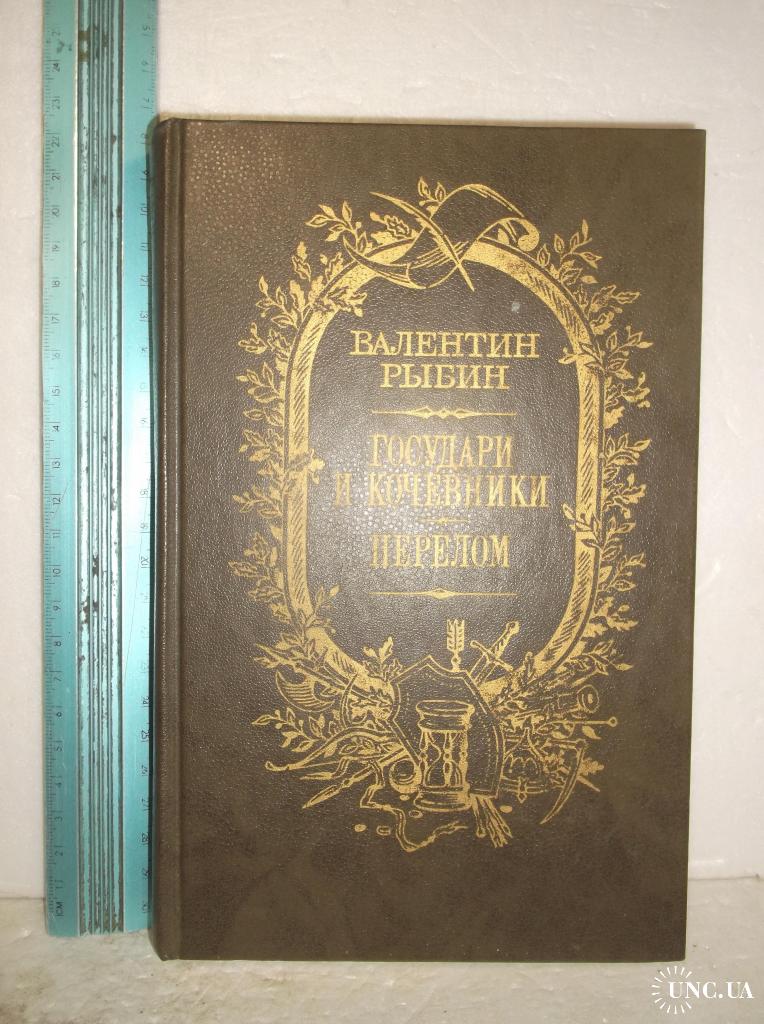 ВАЛЕНТИН
РЫБИН
ГОСУДАРИ
И КОЧЕВНИКИ
ПЕРЕЛОМ
UNC.UA